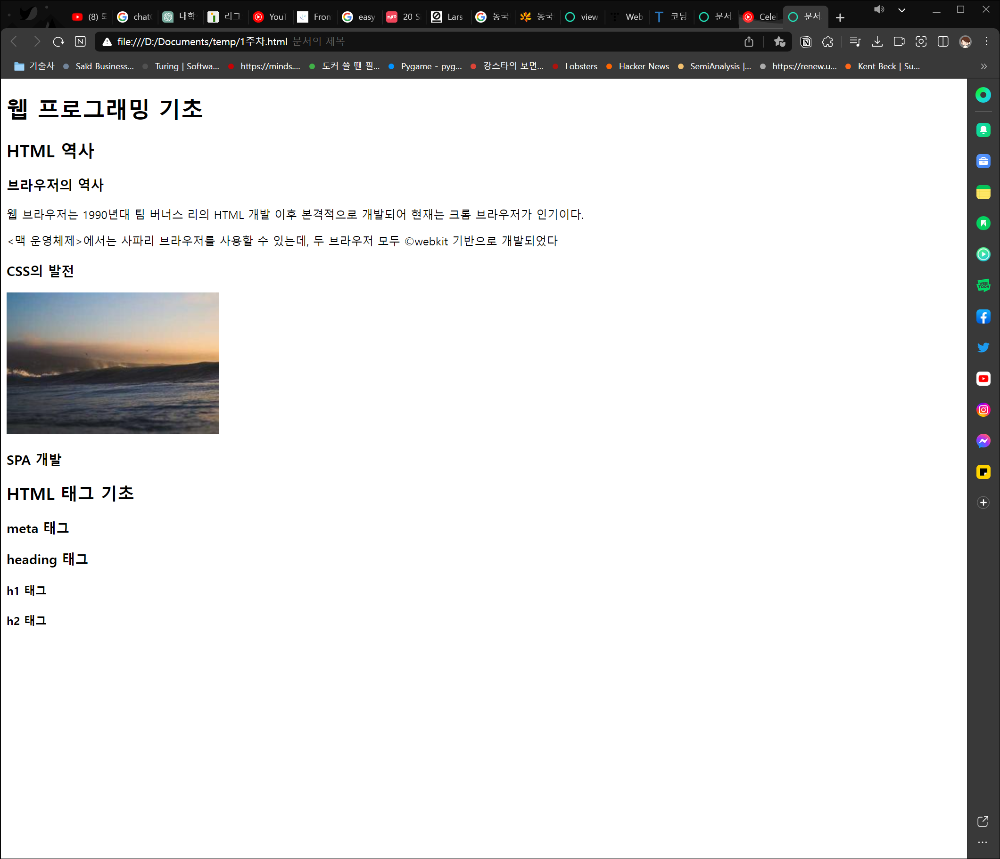 (8) 토 chat 대학 리그 YouT Fron easy 20 Si Lars 동국 동국 view Web 코딩 문서 Cele 문서
file:///D:/Documents/temp/1주차.html 문서의 제목
기술사 Saïd Business... Turing | Softwa... https://minds.... 도커 쓸 땐 필... Pygame - pyg... 강스타의 보면... Lobsters Hacker News SemiAnalysis |... https://renew.u... Kent Beck | Su...
웹 프로그래밍 기초
HTML 역사
브라우저의 역사
웹 브라우저는 1990년대 팀 버너스 리의 HTML 개발 이후 본격적으로 개발되어 현재는 크롬 브라우저가 인기이다.
<맥 운영체제>에서는 사파리 브라우저를 사용할 수 있는데, 두 브라우저 모두 ©webkit 기반으로 개발되었다
CSS의 발전
SPA 개발
HTML 태그 기초
meta 태그
heading 태그
h1 태그
h2 태그
WEB
TOON